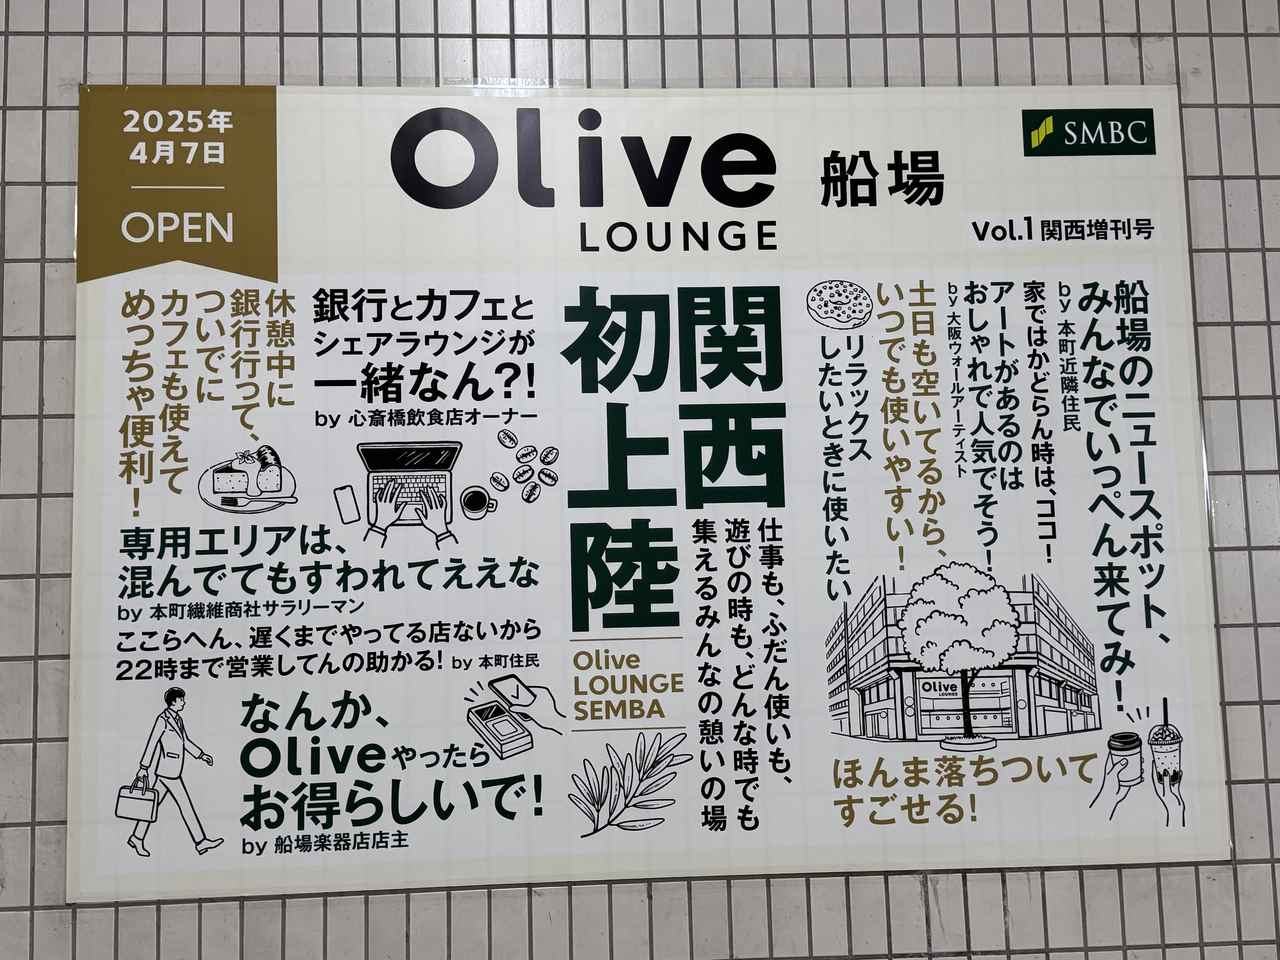 2025年
4月7日
OPEN
Olive
LOUNGE
船場
SMBC
Vol.1 関西増刊号
船場のニュースポット、
みんなでいっぺん来てみ！
by 本町近隣住民
家ではかどらん時は、ココ！
アートがあるのは
おしゃれで人気でそう！
by 大阪ウォールアーティスト
土日も空いてるから、
いつでも使いやすい！
リラックス
したいときに使いたい
関西
初上陸
仕事も、ふだん使いも、
遊びの時も、どんな時でも
集えるみんなの憩いの場
Olive
LOUNGE
SEMBA
銀行とカフェと
シェアラウンジが
一緒なん?!
by 心斎橋飲食店オーナー
休憩中に
銀行行って、
ついでに
カフェも使えて
めっちゃ便利！
専用エリアは、
混んでてもすわれてええな
by 本町繊維商社サラリーマン
ここらへん、遅くまでやってる店ないから
22時まで営業してんの助かる! by 本町住民
なんか、
Oliveやったら
お得らしいで!
by 船場楽器店店主
Olive
LOUNGE
ほんま落ちついて
すごせる!